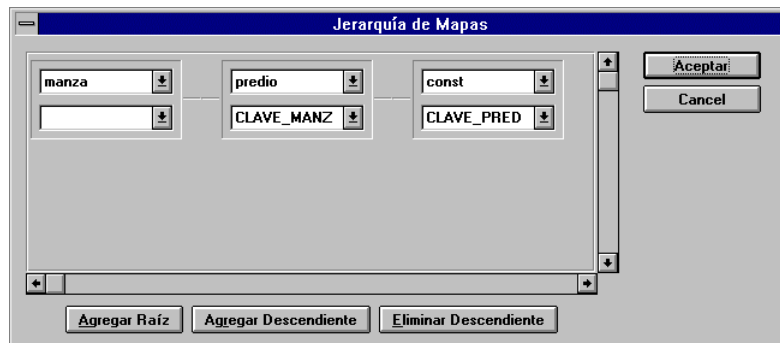 Jerarquía de Mapas
manza predio const
CLAVE_MANZ CLAVE_PRED
Aceptar
Cancel
Agregar Raíz Agregar Descendiente Eliminar Descendiente